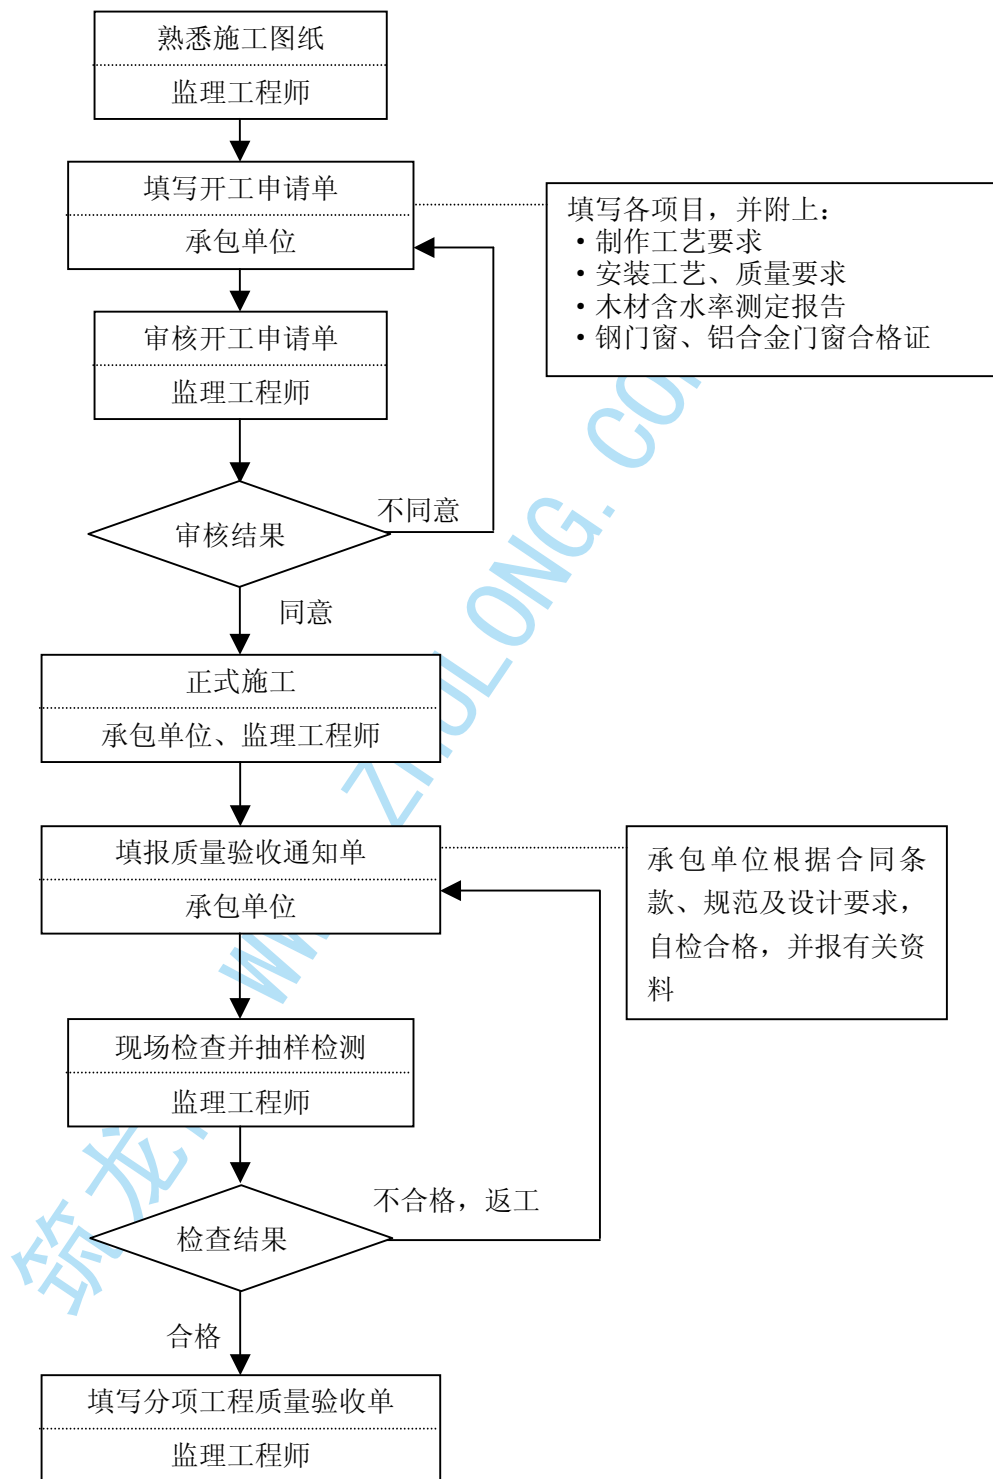 熟悉施工图纸
监理工程师
填写开工申请单
承包单位
填写各项目，并附上：
·制作工艺要求
·安装工艺、质量要求
·木材含水率测定报告
·钢门窗、铝合金门窗合格证
审核开工申请单
监理工程师
不同意
审核结果
同意
正式施工
承包单位、监理工程师
填报质量验收通知单
承包单位
承包单位根据合同条
款、规范及设计要求，
自检合格，并报有关资
料
现场检查并抽样检测
监理工程师
不合格，返工
检查结果
合格
填写分项工程质量验收单
监理工程师